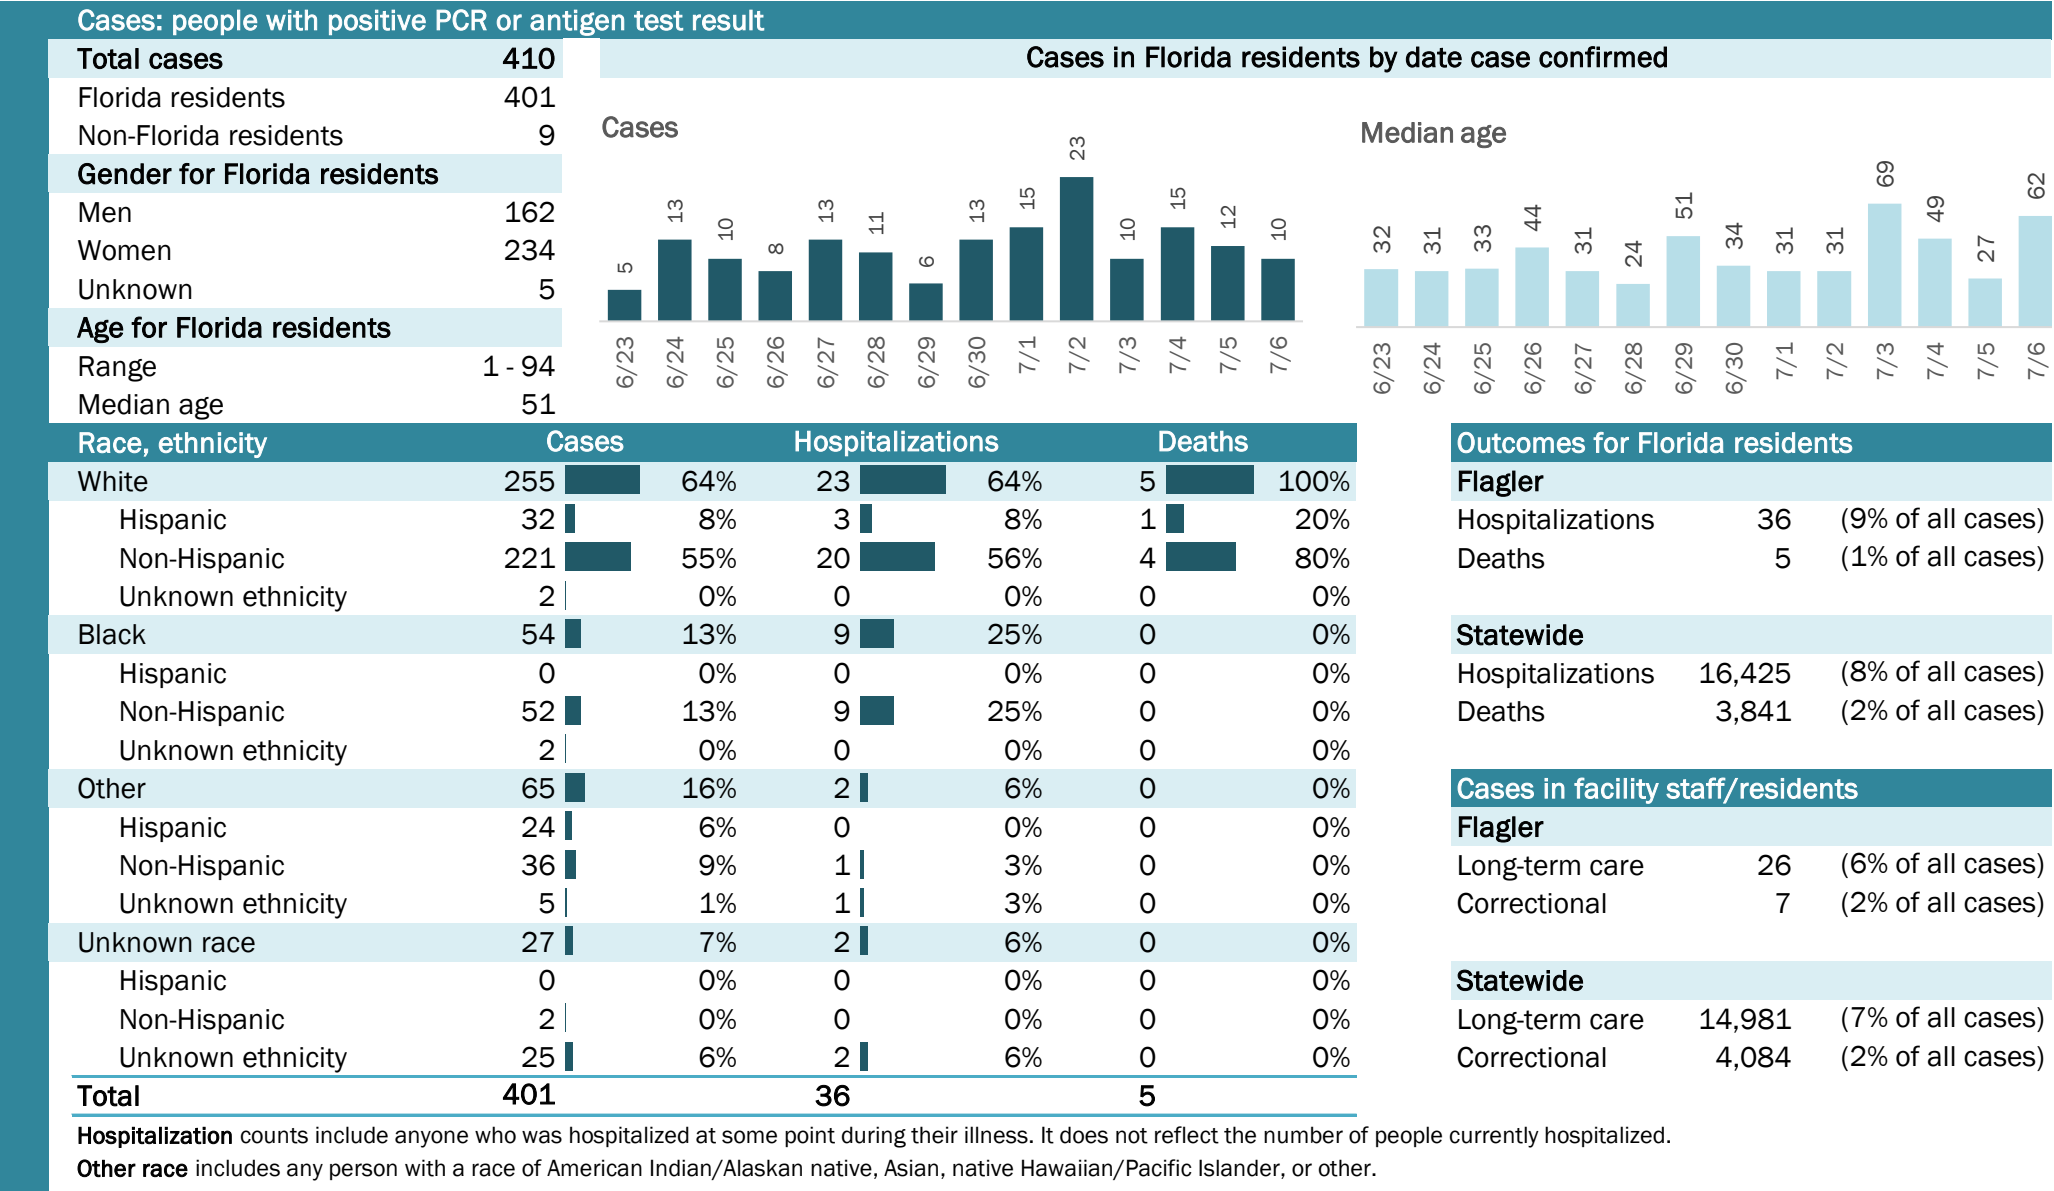 Cases: people with positive PCR or antigen test result
Total cases 410
Florida residents 401
Non-Florida residents 9
Gender for Florida residents
Men 162
Women 234
Unknown 5
Age for Florida residents
Range 1 - 94
Median age 51
Cases in Florida residents by date case confirmed
Cases
5 13 10 8 13 11 6 13 15 23 10 15 12 10
6/23 6/24 6/25 6/26 6/27 6/28 6/29 6/30 7/1 7/2 7/3 7/4 7/5 7/6
Median age
32 31 33 44 31 24 51 34 31 31 69 49 27 62
6/23 6/24 6/25 6/26 6/27 6/28 6/29 6/30 7/1 7/2 7/3 7/4 7/5 7/6
Race, ethnicity Cases Hospitalizations Deaths
White 255 64% 23 64% 5 100%
Hispanic 32 8% 3 8% 1 20%
Non-Hispanic 221 55% 20 56% 4 80%
Unknown ethnicity 2 0% 0 0% 0 0%
Black 54 13% 9 25% 0 0%
Hispanic 0 0% 0 0% 0 0%
Non-Hispanic 52 13% 9 25% 0 0%
Unknown ethnicity 2 0% 0 0% 0 0%
Other 65 16% 2 6% 0 0%
Hispanic 24 6% 0 0% 0 0%
Non-Hispanic 36 9% 1 3% 0 0%
Unknown ethnicity 5 1% 1 3% 0 0%
Unknown race 27 7% 2 6% 0 0%
Hispanic 0 0% 0 0% 0 0%
Non-Hispanic 2 0% 0 0% 0 0%
Unknown ethnicity 25 6% 2 6% 0 0%
Total 401 36 5
Outcomes for Florida residents
Flagler
Hospitalizations 36 (9% of all cases)
Deaths 5 (1% of all cases)
Statewide
Hospitalizations 16,425 (8% of all cases)
Deaths 3,841 (2% of all cases)
Cases in facility staff/residents
Flagler
Long-term care 26 (6% of all cases)
Correctional 7 (2% of all cases)
Statewide
Long-term care 14,981 (7% of all cases)
Correctional 4,084 (2% of all cases)
Hospitalization counts include anyone who was hospitalized at some point during their illness. It does not reflect the number of people currently hospitalized.
Other race includes any person with a race of American Indian/Alaskan native, Asian, native Hawaiian/Pacific Islander, or other.